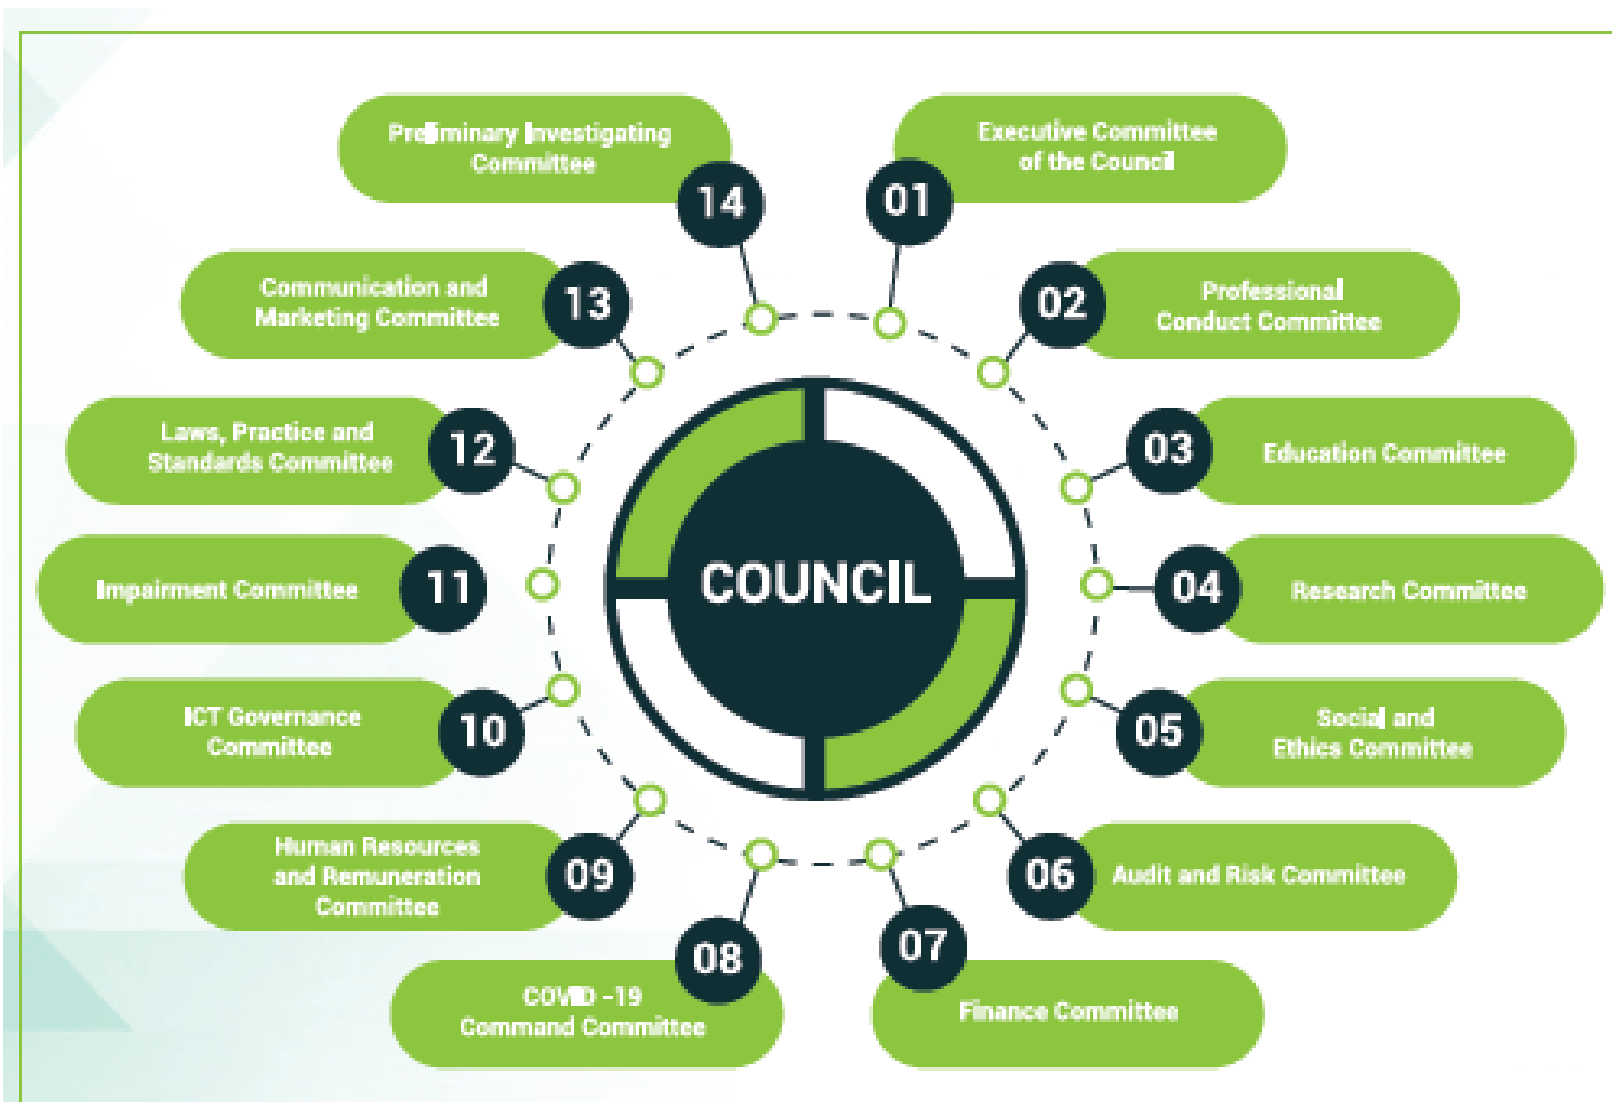 COUNCIL
01
Executive Committee
of the Council
02
Professional
Conduct Committee
03
Education Committee
04
Research Committee
05
Social and
Ethics Committee
06
Audit and Risk Committee
07
Finance Committee
08
COVID -19
Command Committee
09
Human Resources
and Remuneration
Committee
10
ICT Governance
Committee
11
Impairment Committee
12
Laws, Practice and
Standards Committee
13
Communication and
Marketing Committee
14
Preliminary Investigating
Committee